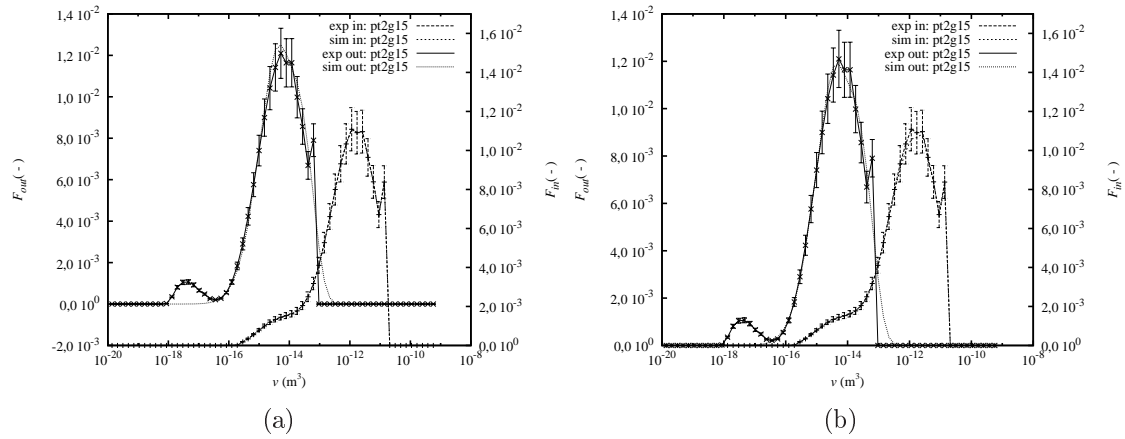 1,4 10⁻²
1,2 10⁻²
1,0 10⁻²
8,0 10⁻³
6,0 10⁻³
4,0 10⁻³
2,0 10⁻³
0,0 10⁰
-2,0 10⁻³
F_out(-)
10⁻²⁰ 10⁻¹⁸ 10⁻¹⁶ 10⁻¹⁴ 10⁻¹² 10⁻¹⁰ 10⁻⁸
v (m³)
exp in: pt2g15
sim in: pt2g15
exp out: pt2g15
sim out: pt2g15
1,6 10⁻²
1,4 10⁻²
1,2 10⁻²
1,0 10⁻²
8,0 10⁻³
6,0 10⁻³
4,0 10⁻³
2,0 10⁻³
0,0 10⁰
F_in(-)
(a)
1,4 10⁻²
1,2 10⁻²
1,0 10⁻²
8,0 10⁻³
6,0 10⁻³
4,0 10⁻³
2,0 10⁻³
0,0 10⁰
F_out(-)
10⁻²⁰ 10⁻¹⁸ 10⁻¹⁶ 10⁻¹⁴ 10⁻¹² 10⁻¹⁰ 10⁻⁸
v (m³)
exp in: pt2g15
sim in: pt2g15
exp out: pt2g15
sim out: pt2g15
1,6 10⁻²
1,4 10⁻²
1,2 10⁻²
1,0 10⁻²
8,0 10⁻³
6,0 10⁻³
4,0 10⁻³
2,0 10⁻³
0,0 10⁰
F_in(-)
(b)